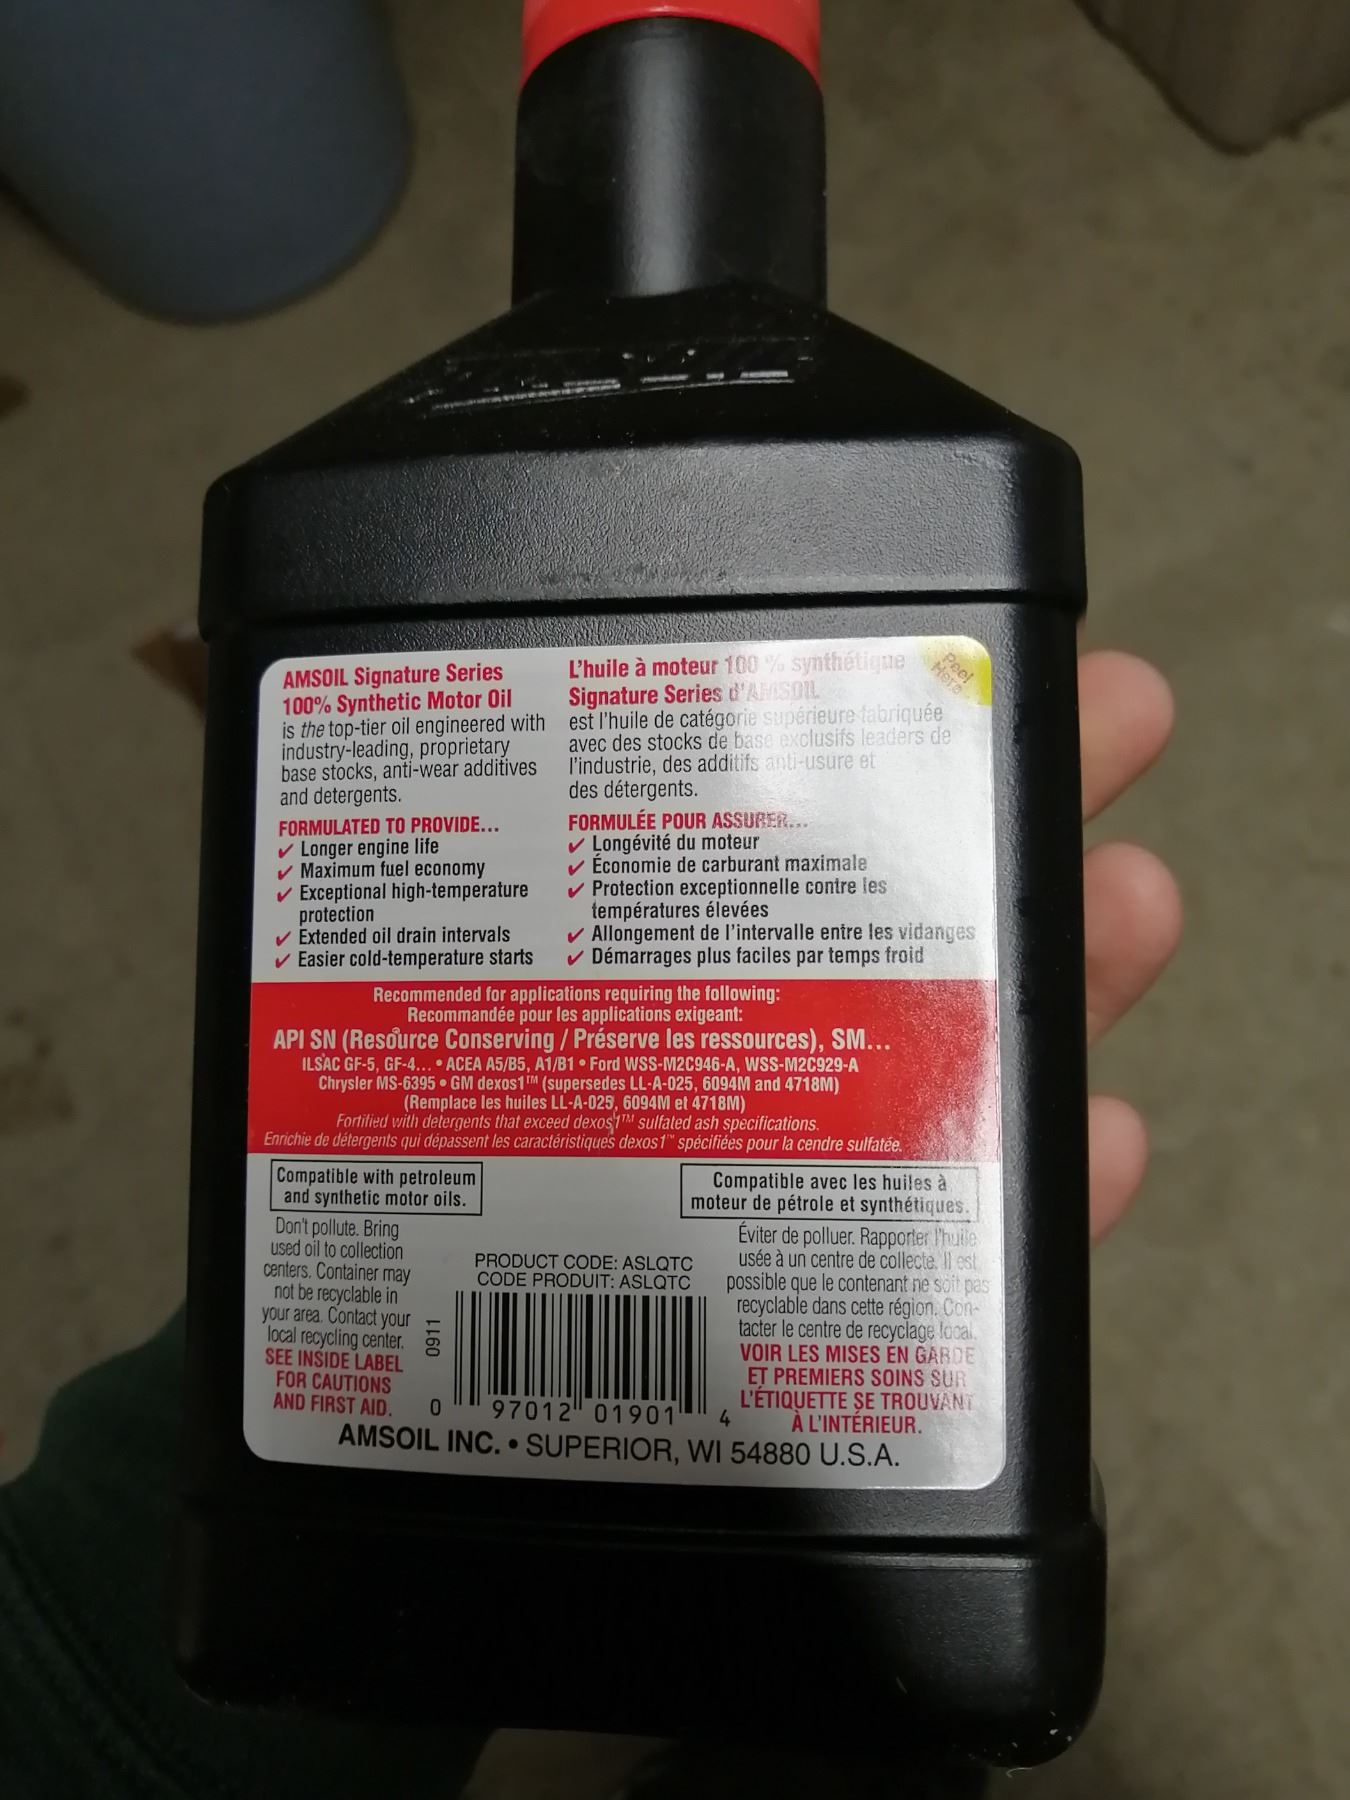 AMSOIL Signature Series
100% Synthetic Motor Oil
is the top-tier oil engineered with
industry-leading, proprietary
base stocks, anti-wear additives
and detergents.
FORMULATED TO PROVIDE...
✓ Longer engine life
✓ Maximum fuel economy
✓ Exceptional high-temperature
protection
✓ Extended oil drain intervals
✓ Easier cold-temperature starts
L'huile à moteur 100 % synthétique
Signature Series d'AMSOIL
est l'huile de catégorie supérieure fabriquée
avec des stocks de base exclusifs leaders de
l'industrie, des additifs anti-usure et
des détergents.
FORMULÉE POUR ASSURER...
✓ Longévité du moteur
✓ Économie de carburant maximale
✓ Protection exceptionnelle contre les
températures élevées
✓ Allongement de l'intervalle entre les vidanges
✓ Démarrages plus faciles par temps froid
Peel
Here
Recommended for applications requiring the following:
Recommandée pour les applications exigeant:
API SN (Resource Conserving / Préserve les ressources), SM...
ILSAC GF-5, GF-4... • ACEA A5/B5, A1/B1 • Ford WSS-M2C946-A, WSS-M2C929-A
Chrysler MS-6395 • GM dexos1™ (supersedes LL-A-025, 6094M and 4718M)
(Remplace les huiles LL-A-025, 6094M et 4718M)
Fortified with detergents that exceed dexos1™ sulfated ash specifications.
Enrichie de détergents qui dépassent les caractéristiques dexos1™ spécifiées pour la cendre sulfatée.
Compatible with petroleum
and synthetic motor oils.
Don't pollute. Bring
used oil to collection
centers. Container may
not be recyclable in
your area. Contact your
local recycling center.
SEE INSIDE LABEL
FOR CAUTIONS
AND FIRST AID.
PRODUCT CODE: ASLQTC
CODE PRODUIT: ASLQTC
0911
0 97012 01901 4
Compatible avec les huiles à
moteur de pétrole et synthétiques.
Éviter de polluer. Rapporter l'huile
usée à un centre de collecte. Il est
possible que le contenant ne soit pas
recyclable dans cette région. Con-
tacter le centre de recyclage local.
VOIR LES MISES EN GARDE
ET PREMIERS SOINS SUR
L'ÉTIQUETTE SE TROUVANT
À L'INTÉRIEUR.
AMSOIL INC. • SUPERIOR, WI 54880 U.S.A.